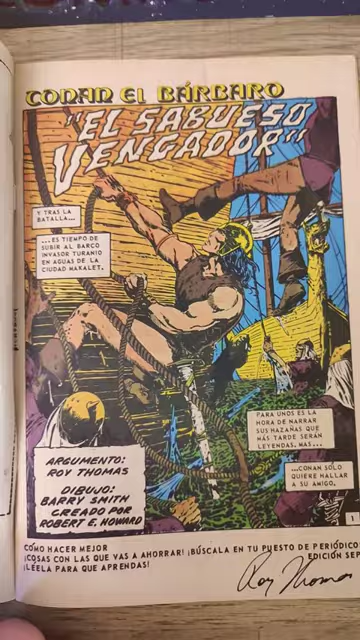 CONAN EL BÁRBARO
"EL SABUESO
VENGADOR"
Y TRAS LA
BATALLA...
...ES TIEMPO DE
SUBIR AL BARCO
INVASOR TURANIO
EN AGUAS DE LA
CIUDAD MAKALET.
PARA UNOS ES LA
HORA DE NARRAR
SUS HAZAÑAS QUE
MÁS TARDE SERÁN
LEYENDAS. MAS...
...CONAN SOLO
QUIERE HALLAR
A SU AMIGO.
ARGUMENTO:
ROY THOMAS
DIBUJO:
BARRY SMITH
CREADO POR
ROBERT E. HOWARD
1
CÓMO HACER MEJOR
¡COSAS CON LAS QUE VAS A AHORRAR! ¡BÚSCALA EN TU PUESTO DE PERIÓDICOS
¡LÉELA PARA QUE APRENDAS!
EDICIÓN SEP
Roy Thomas